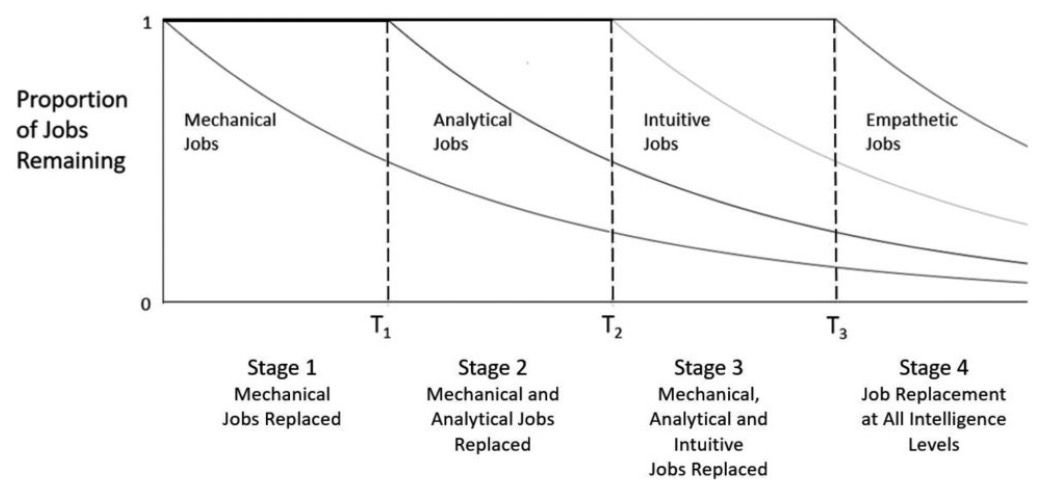 1
Proportion
of Jobs
Remaining
0
Mechanical
Jobs
Analytical
Jobs
Intuitive
Jobs
Empathetic
Jobs
T1
T2
T3
Stage 1
Mechanical
Jobs Replaced
Stage 2
Mechanical and
Analytical Jobs
Replaced
Stage 3
Mechanical,
Analytical and
Intuitive
Jobs Replaced
Stage 4
Job Replacement
at All Intelligence
Levels